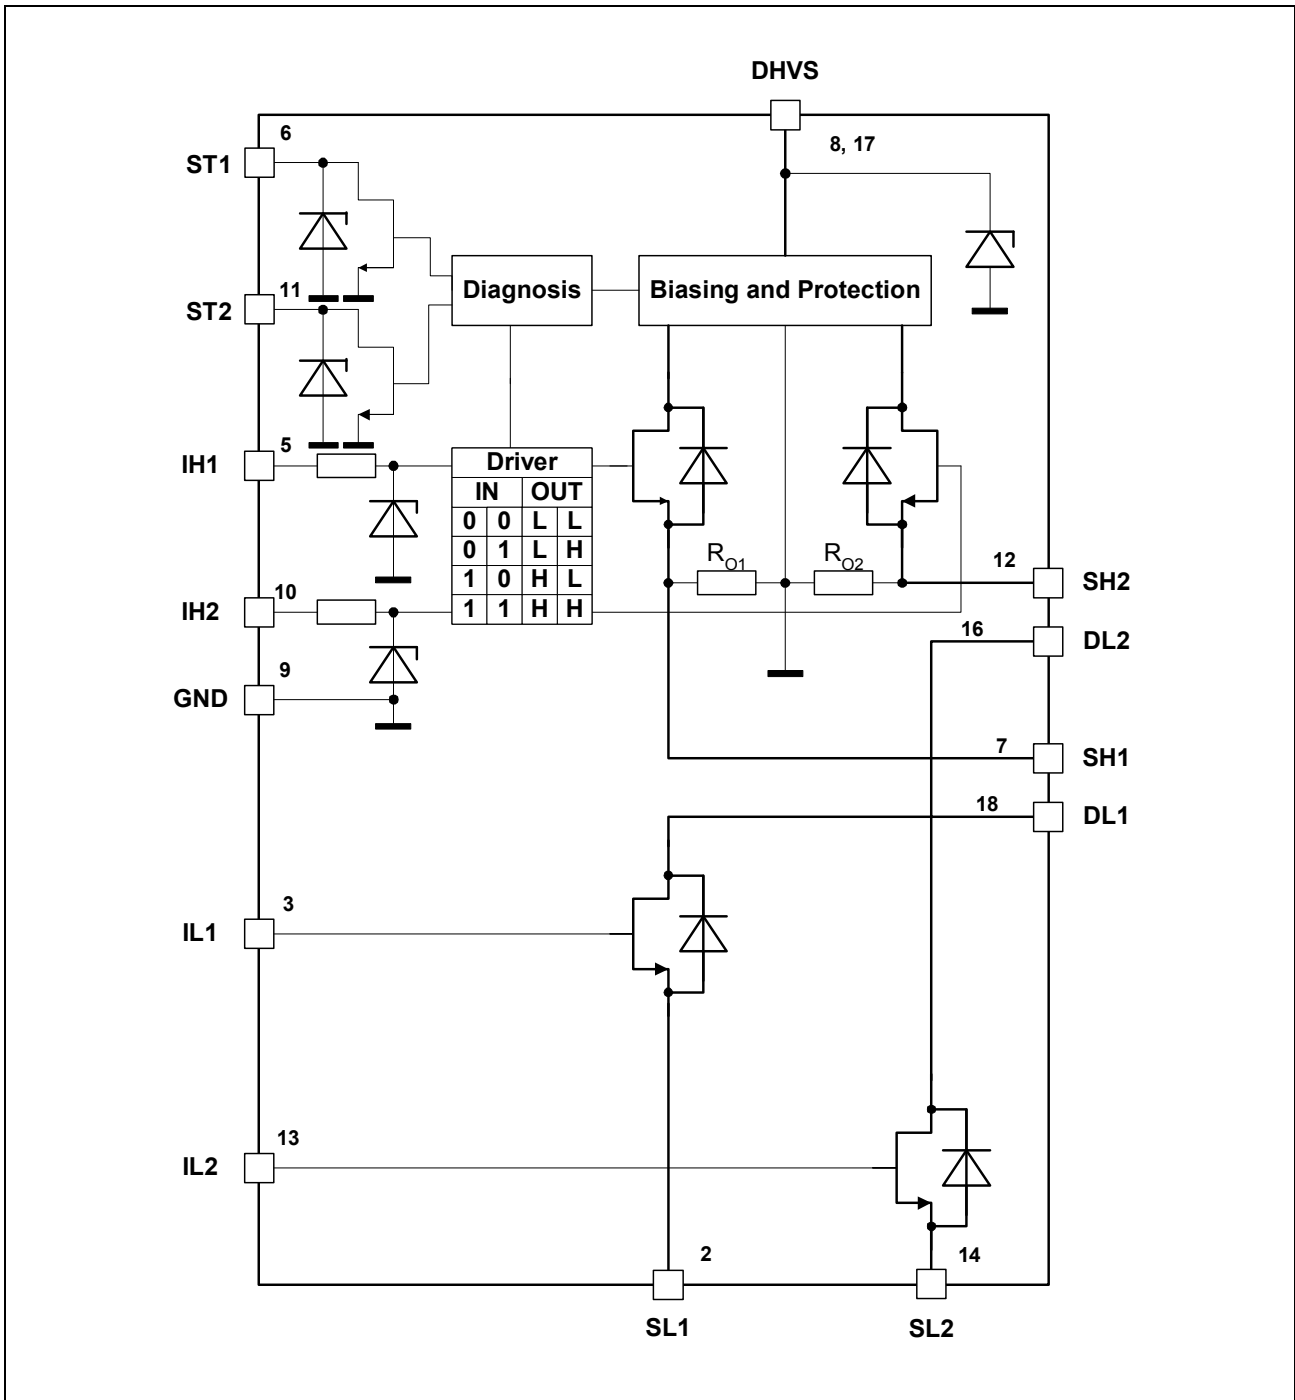 DHVS
8, 17
6
ST1
11
ST2
Diagnosis
Biasing and Protection
5
IH1
Driver
IN OUT
0 0 L L
0 1 L H
1 0 H L
1 1 H H
RO1
RO2
12
SH2
10
IH2
16
DL2
9
GND
7
SH1
18
DL1
3
IL1
13
IL2
2
14
SL1
SL2